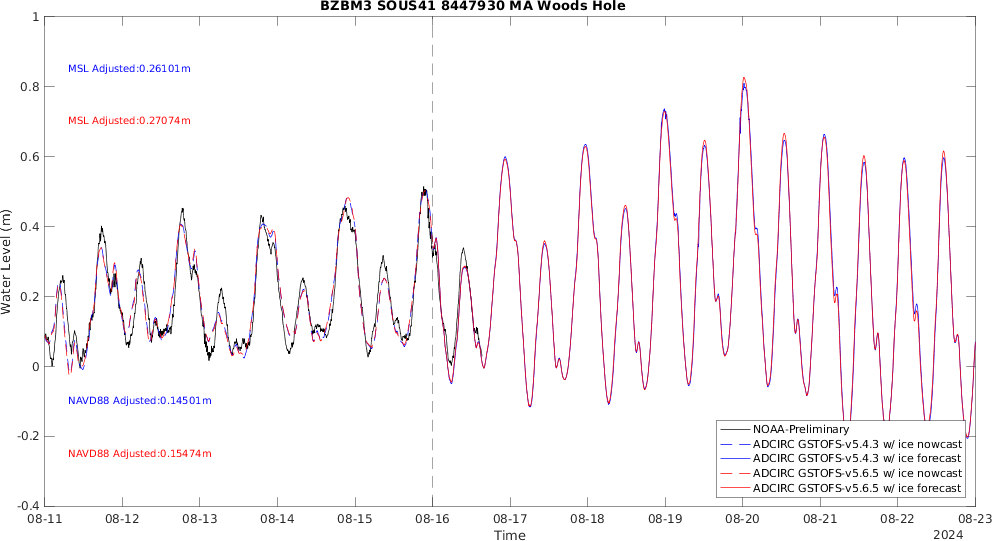 BZBM3 SOUS41 8447930 MA Woods Hole
1
0.8
0.6
0.4
0.2
0
-0.2
-0.4
Water Level (m)
MSL Adjusted:0.26101m
MSL Adjusted:0.27074m
NAVD88 Adjusted:0.14501m
NAVD88 Adjusted:0.15474m
NOAA-Preliminary
ADCIRC GSTOFS-v5.4.3 w/ ice nowcast
ADCIRC GSTOFS-v5.4.3 w/ ice forecast
ADCIRC GSTOFS-v5.6.5 w/ ice nowcast
ADCIRC GSTOFS-v5.6.5 w/ ice forecast
08-11 08-12 08-13 08-14 08-15 08-16 08-17 08-18 08-19 08-20 08-21 08-22 08-23
Time
2024